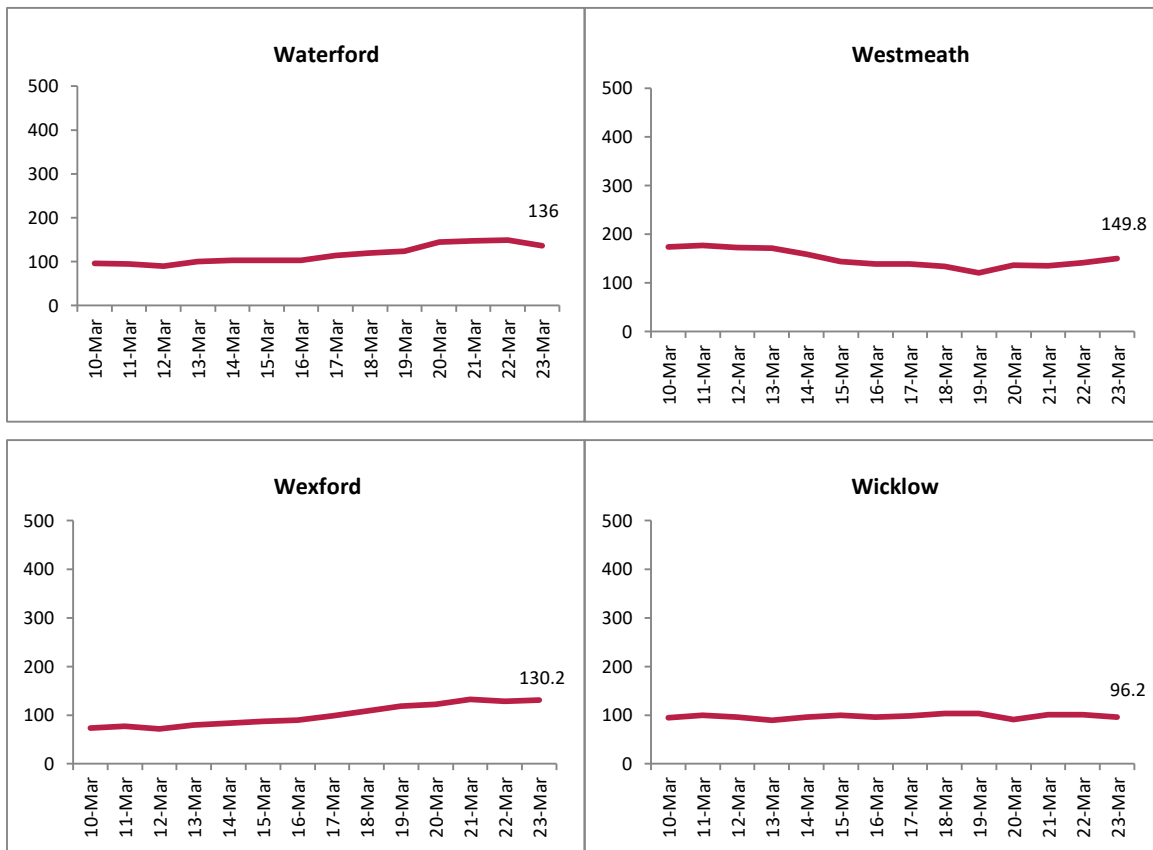 Waterford
500
400
300
200
100
0
136
10-Mar
11-Mar
12-Mar
13-Mar
14-Mar
15-Mar
16-Mar
17-Mar
18-Mar
19-Mar
20-Mar
21-Mar
22-Mar
23-Mar
Westmeath
500
400
300
200
100
0
149.8
10-Mar
11-Mar
12-Mar
13-Mar
14-Mar
15-Mar
16-Mar
17-Mar
18-Mar
19-Mar
20-Mar
21-Mar
22-Mar
23-Mar
Wexford
500
400
300
200
100
0
130.2
10-Mar
11-Mar
12-Mar
13-Mar
14-Mar
15-Mar
16-Mar
17-Mar
18-Mar
19-Mar
20-Mar
21-Mar
22-Mar
23-Mar
Wicklow
500
400
300
200
100
0
96.2
10-Mar
11-Mar
12-Mar
13-Mar
14-Mar
15-Mar
16-Mar
17-Mar
18-Mar
19-Mar
20-Mar
21-Mar
22-Mar
23-Mar